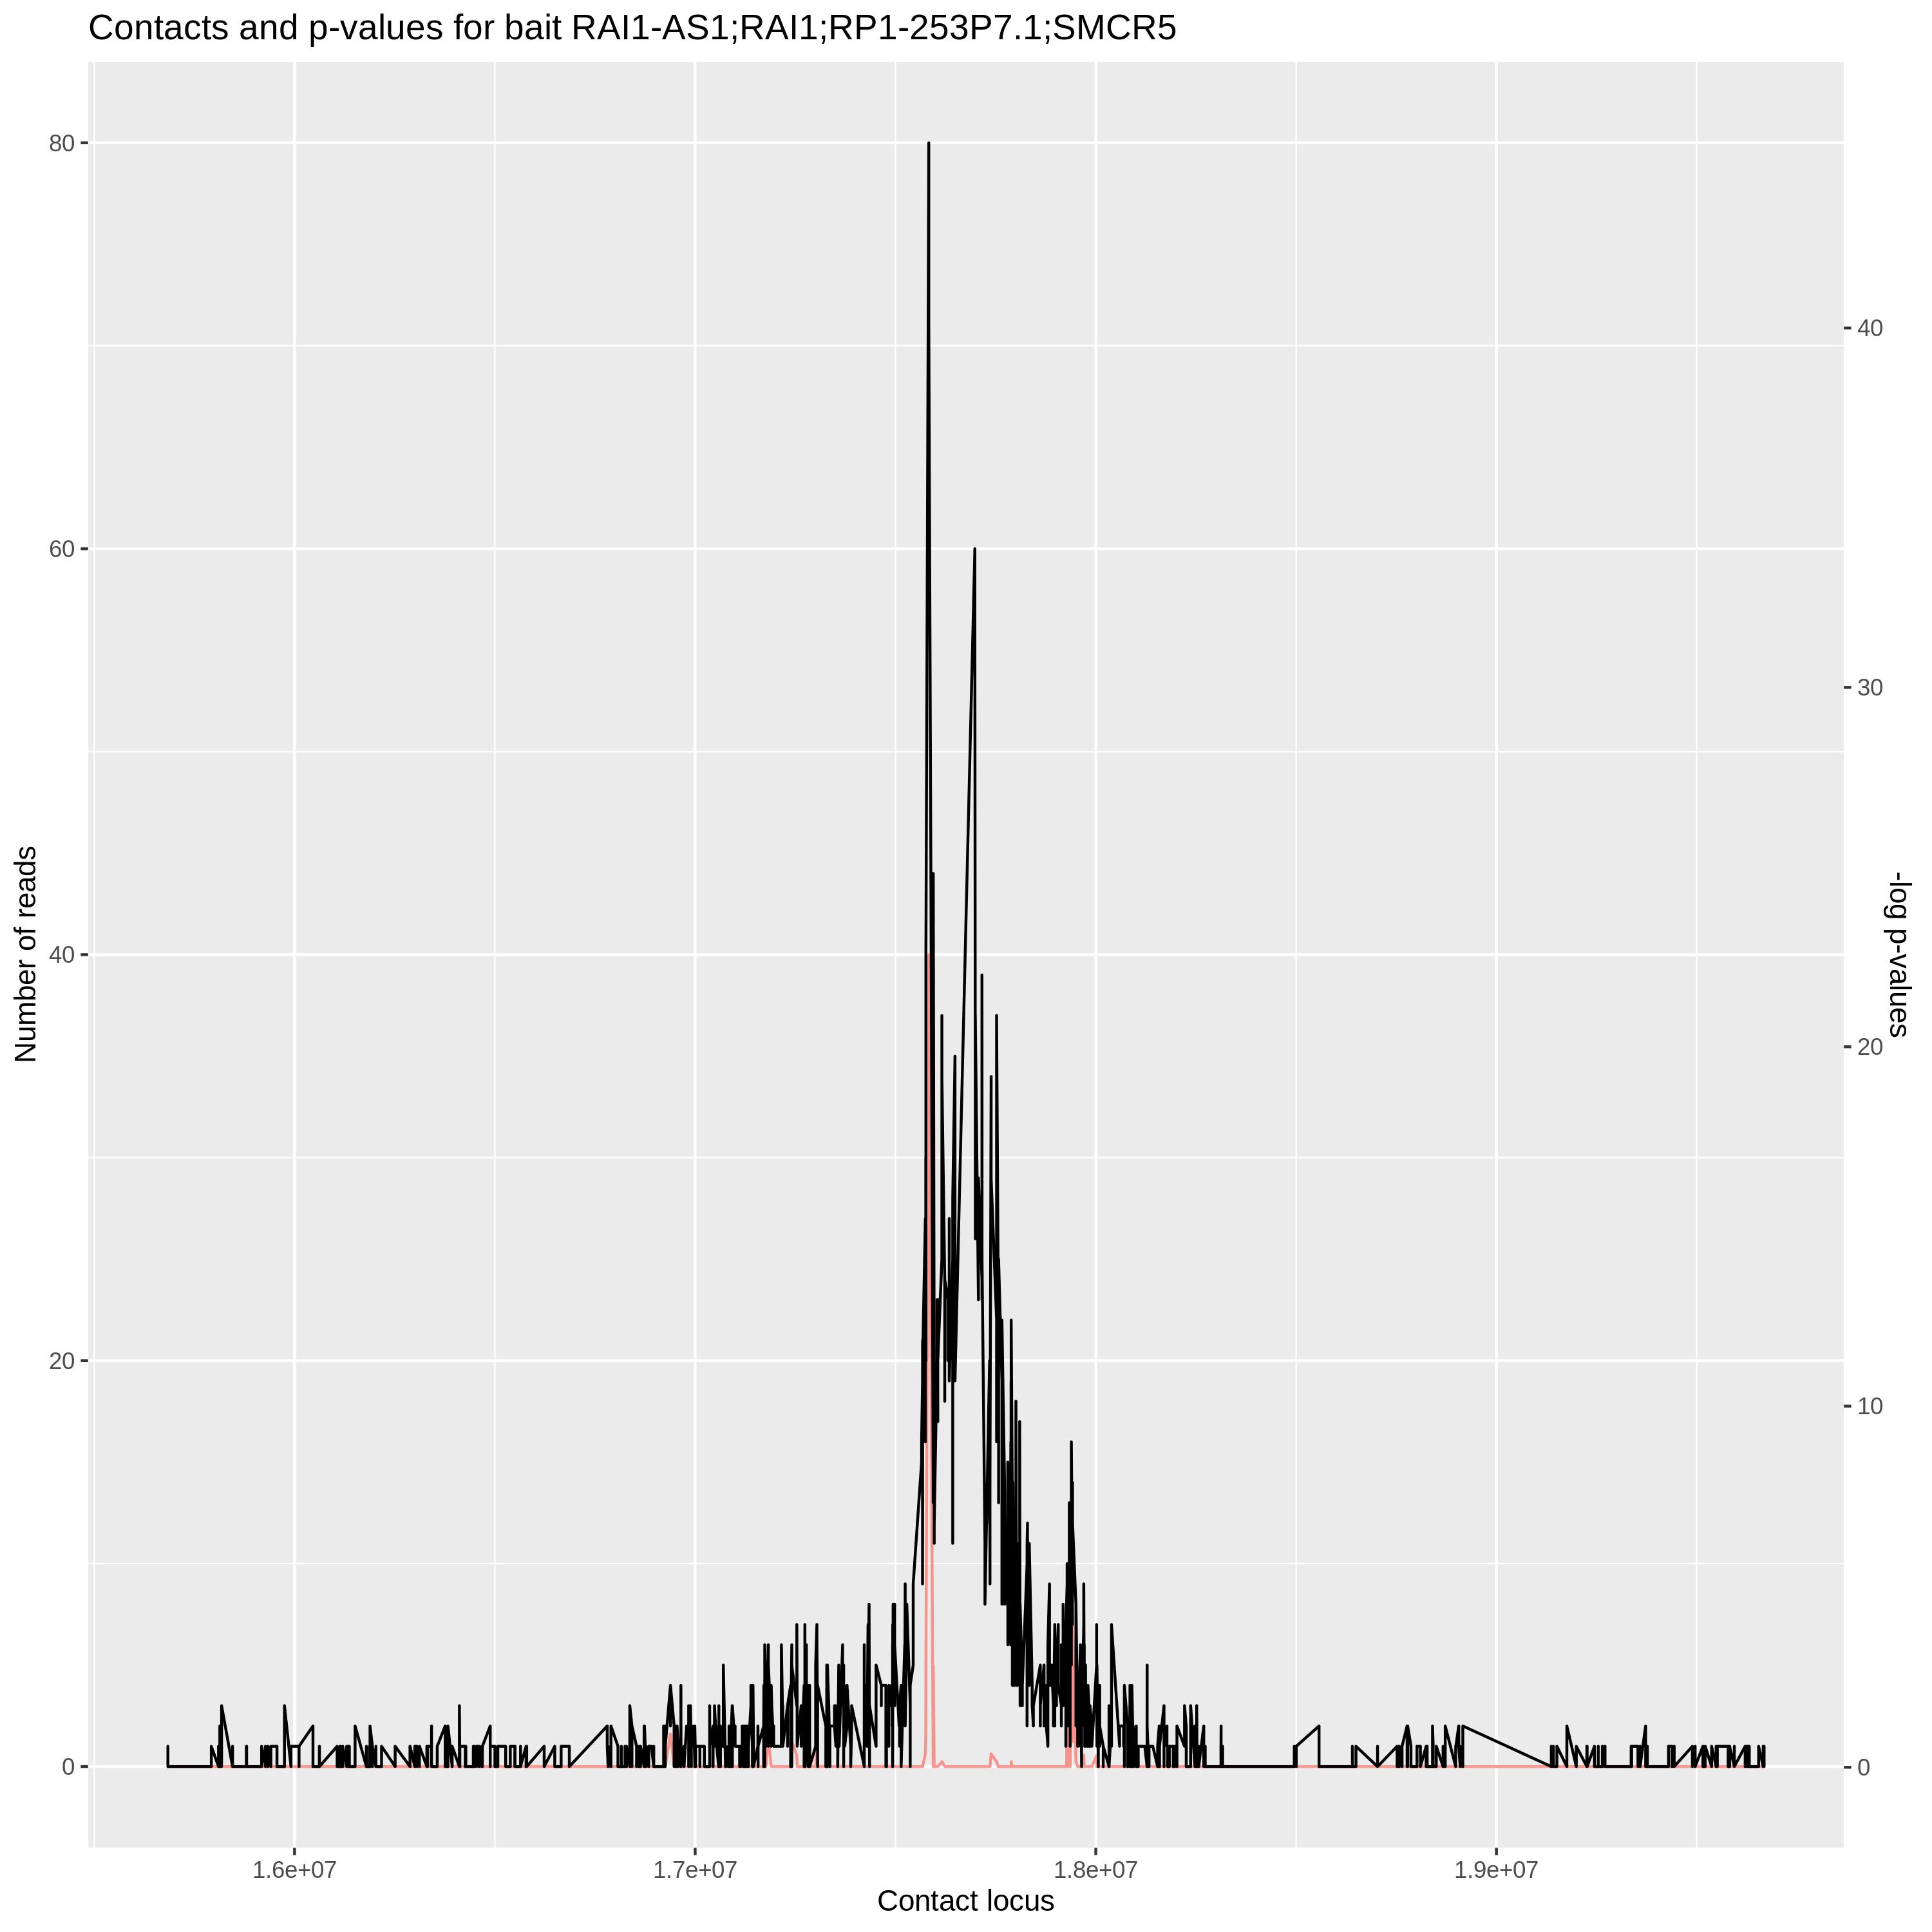 Contacts and p-values for bait RAI1-AS1;RAI1;RP1-253P7.1;SMCR5
80
60
40
20
0
Number of reads
40
30
20
10
0
-log p-values
1.6e+07
1.7e+07
1.8e+07
1.9e+07
Contact locus